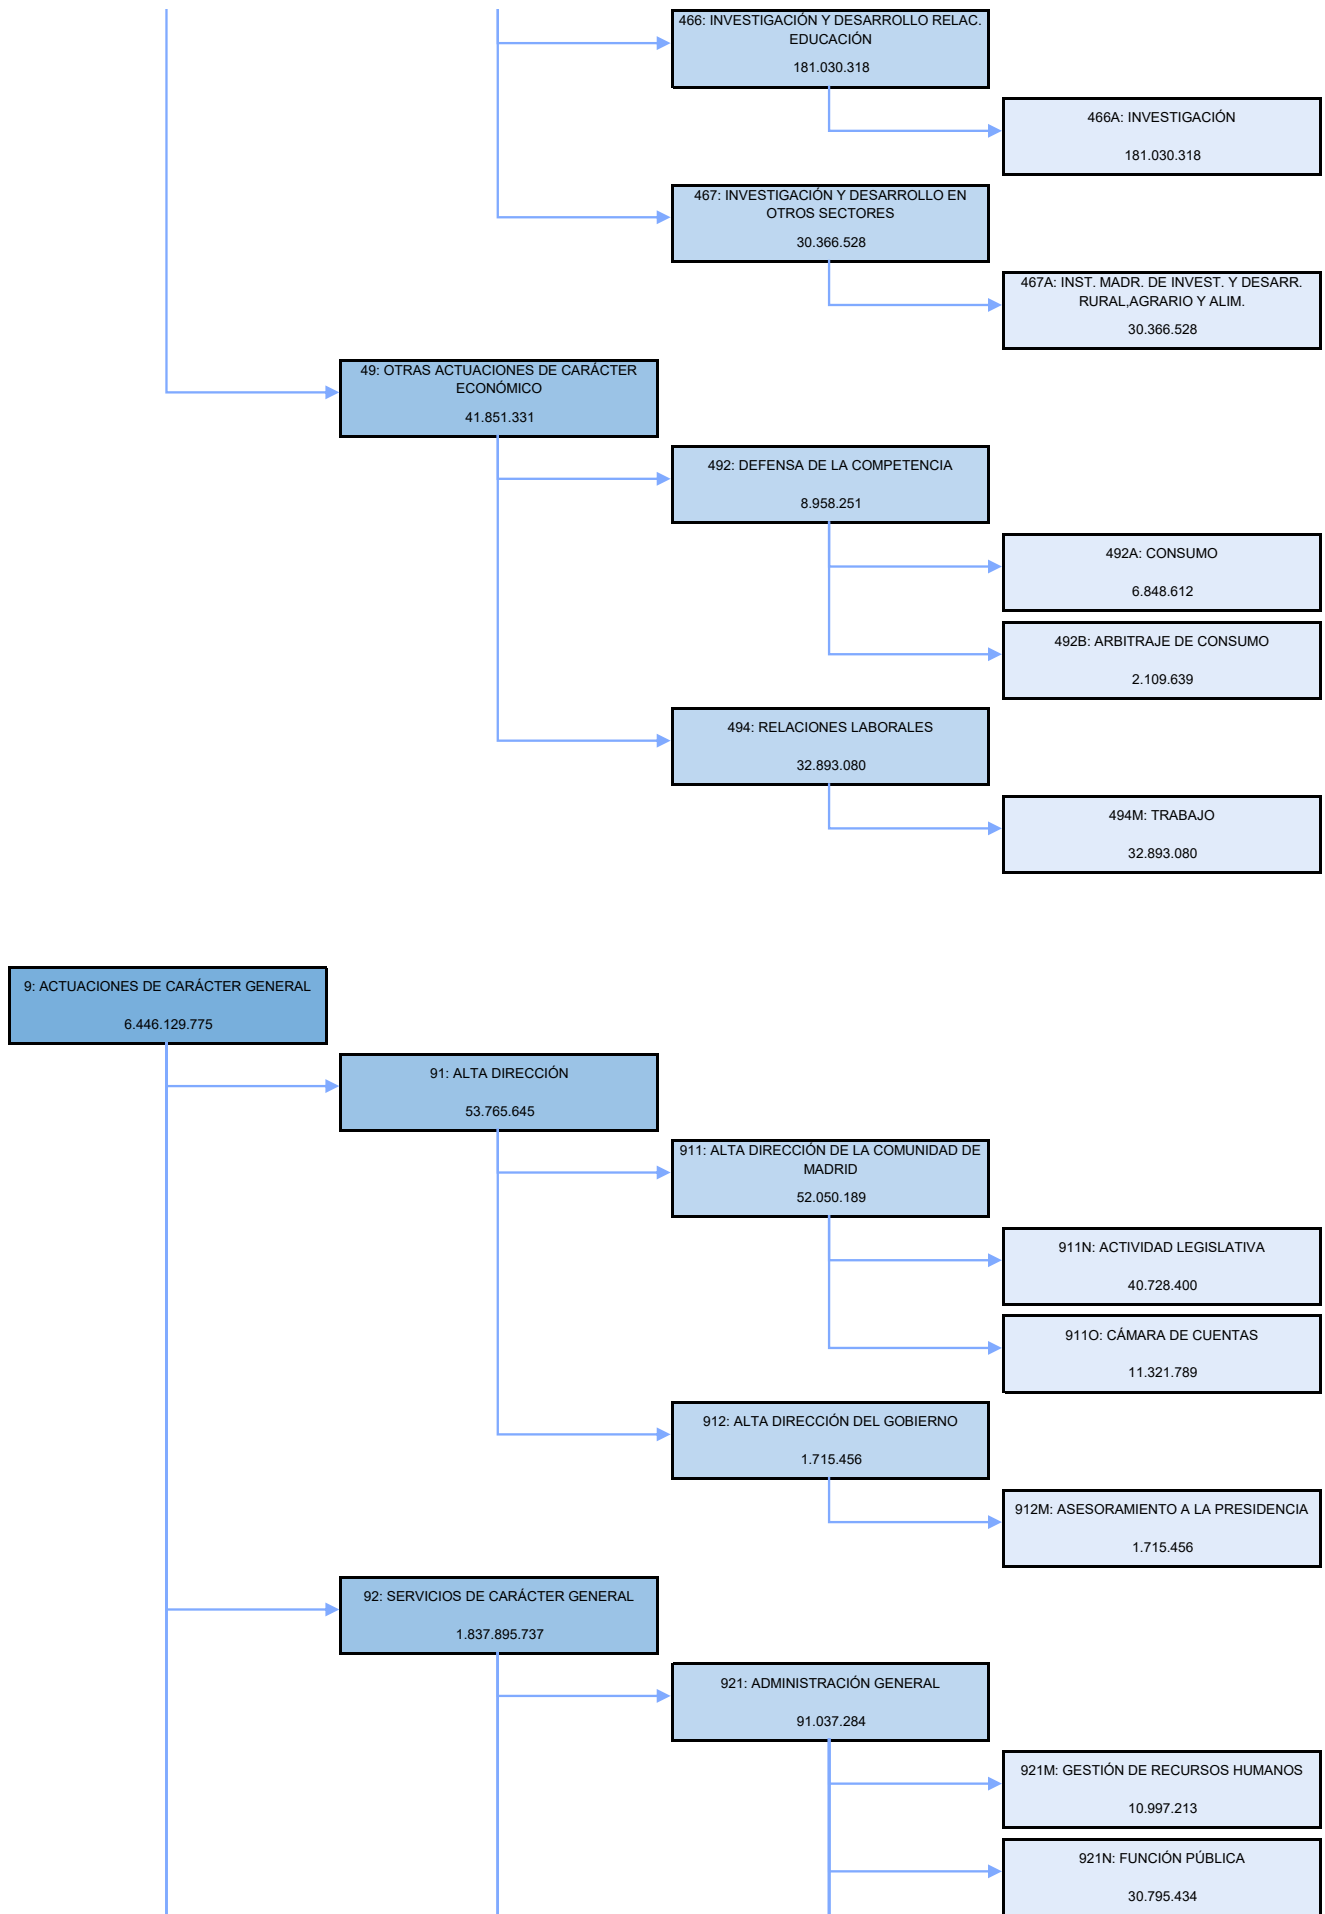 466: INVESTIGACIÓN Y DESARROLLO RELAC.
EDUCACIÓN
181.030.318
466A: INVESTIGACIÓN
181.030.318
467: INVESTIGACIÓN Y DESARROLLO EN
OTROS SECTORES
30.366.528
467A: INST. MADR. DE INVEST. Y DESARR.
RURAL,AGRARIO Y ALIM.
30.366.528
49: OTRAS ACTUACIONES DE CARÁCTER
ECONÓMICO
41.851.331
492: DEFENSA DE LA COMPETENCIA
8.958.251
492A: CONSUMO
6.848.612
492B: ARBITRAJE DE CONSUMO
2.109.639
494: RELACIONES LABORALES
32.893.080
494M: TRABAJO
32.893.080
9: ACTUACIONES DE CARÁCTER GENERAL
6.446.129.775
91: ALTA DIRECCIÓN
53.765.645
911: ALTA DIRECCIÓN DE LA COMUNIDAD DE
MADRID
52.050.189
911N: ACTIVIDAD LEGISLATIVA
40.728.400
911O: CÁMARA DE CUENTAS
11.321.789
912: ALTA DIRECCIÓN DEL GOBIERNO
1.715.456
912M: ASESORAMIENTO A LA PRESIDENCIA
1.715.456
92: SERVICIOS DE CARÁCTER GENERAL
1.837.895.737
921: ADMINISTRACIÓN GENERAL
91.037.284
921M: GESTIÓN DE RECURSOS HUMANOS
10.997.213
921N: FUNCIÓN PÚBLICA
30.795.434